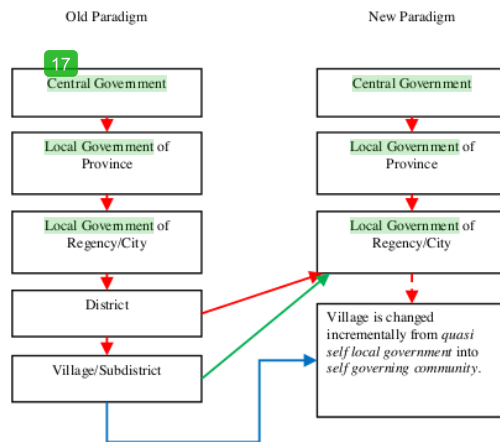 Old Paradigm
New Paradigm
17
Central Government
Local Government of
Province
Local Government of
Regency/City
District
Village/Subdistrict
Central Government
Local Government of
Province
Local Government of
Regency/City
Village is changed
incrementally from quasi
self local government into
self governing community.